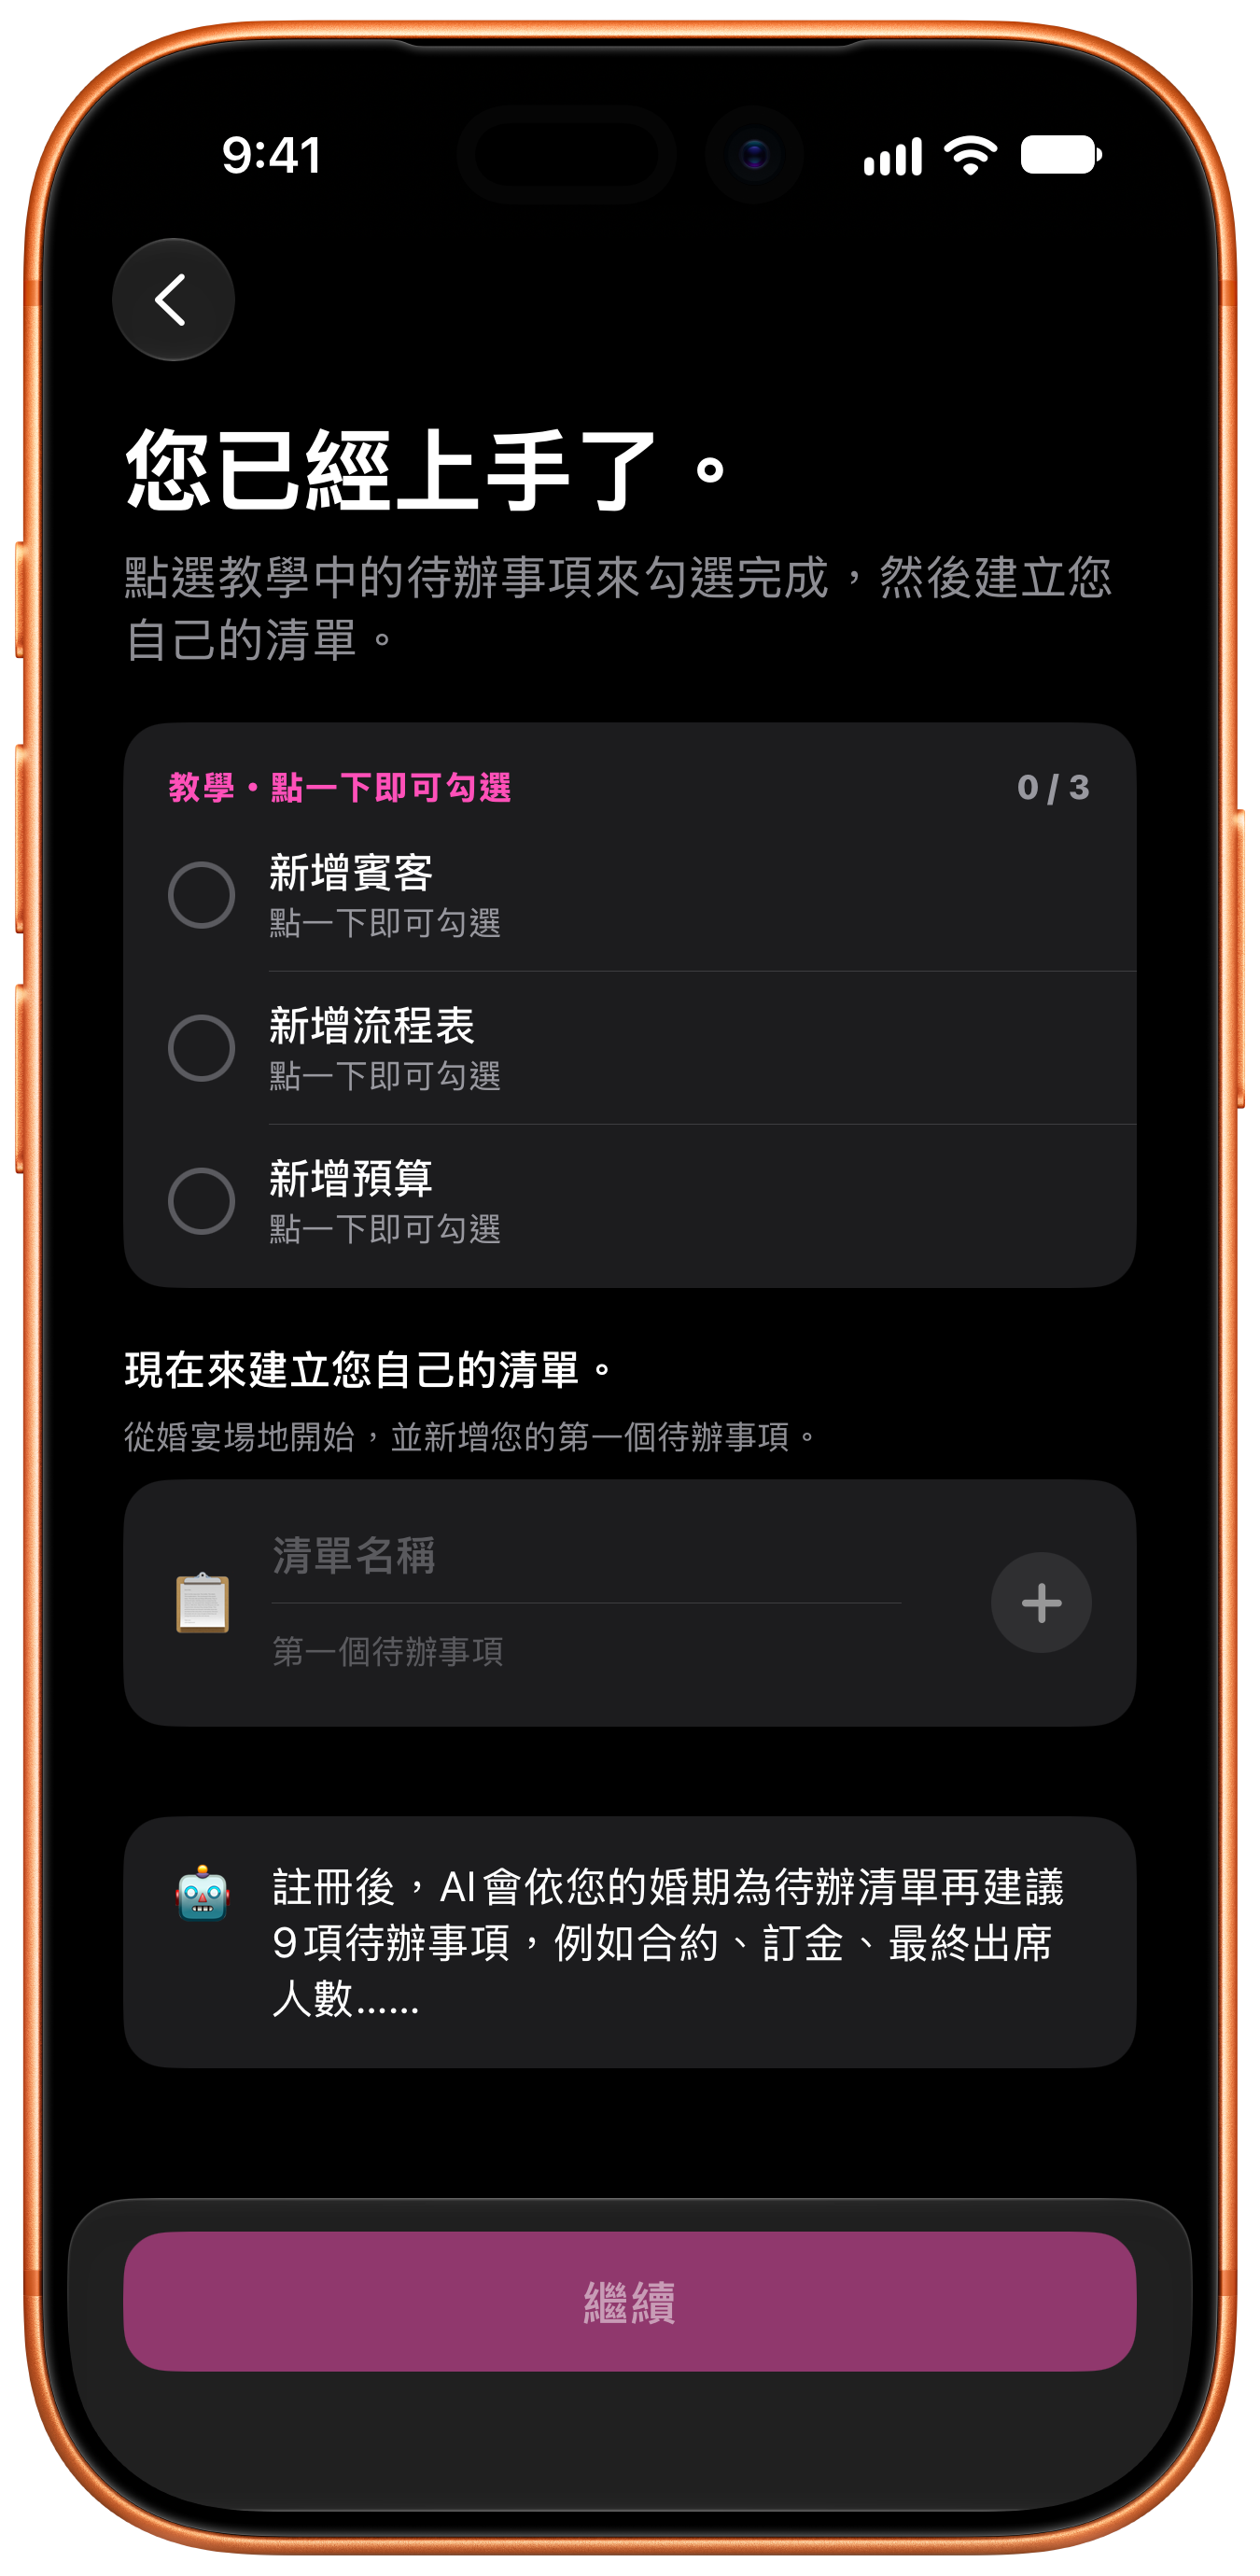 9:41
您已經上手了。
點選教學中的待辦事項來勾選完成，然後建立您
自己的清單。
教學・點一下即可勾選
0 / 3
新增賓客
點一下即可勾選
新增流程表
點一下即可勾選
新增預算
點一下即可勾選
現在來建立您自己的清單。
從婚宴場地開始，並新增您的第一個待辦事項。
清單名稱
第一個待辦事項
註冊後，AI 會依您的婚期為待辦清單再建議
9 項待辦事項，例如合約、訂金、最終出席
人數……
繼續